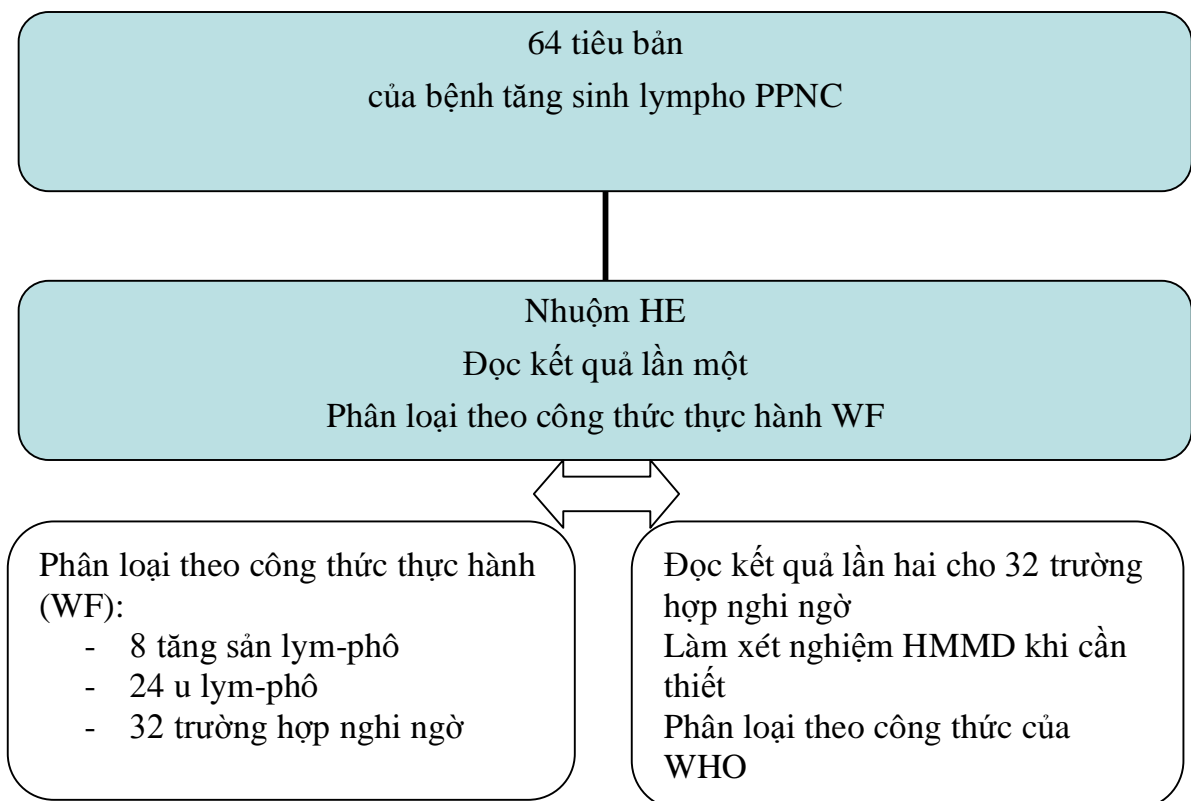 64 tiêu bản
của bệnh tăng sinh lympho PPNC
Nhuộm HE
Đọc kết quả lần một
Phân loại theo công thức thực hành WF
Phân loại theo công thức thực hành
(WF):
- 8 tăng sản lym-phô
- 24 u lym-phô
- 32 trường hợp nghi ngờ
Đọc kết quả lần hai cho 32 trường
hợp nghi ngờ
Làm xét nghiệm HMMD khi cần
thiết
Phân loại theo công thức của
WHO